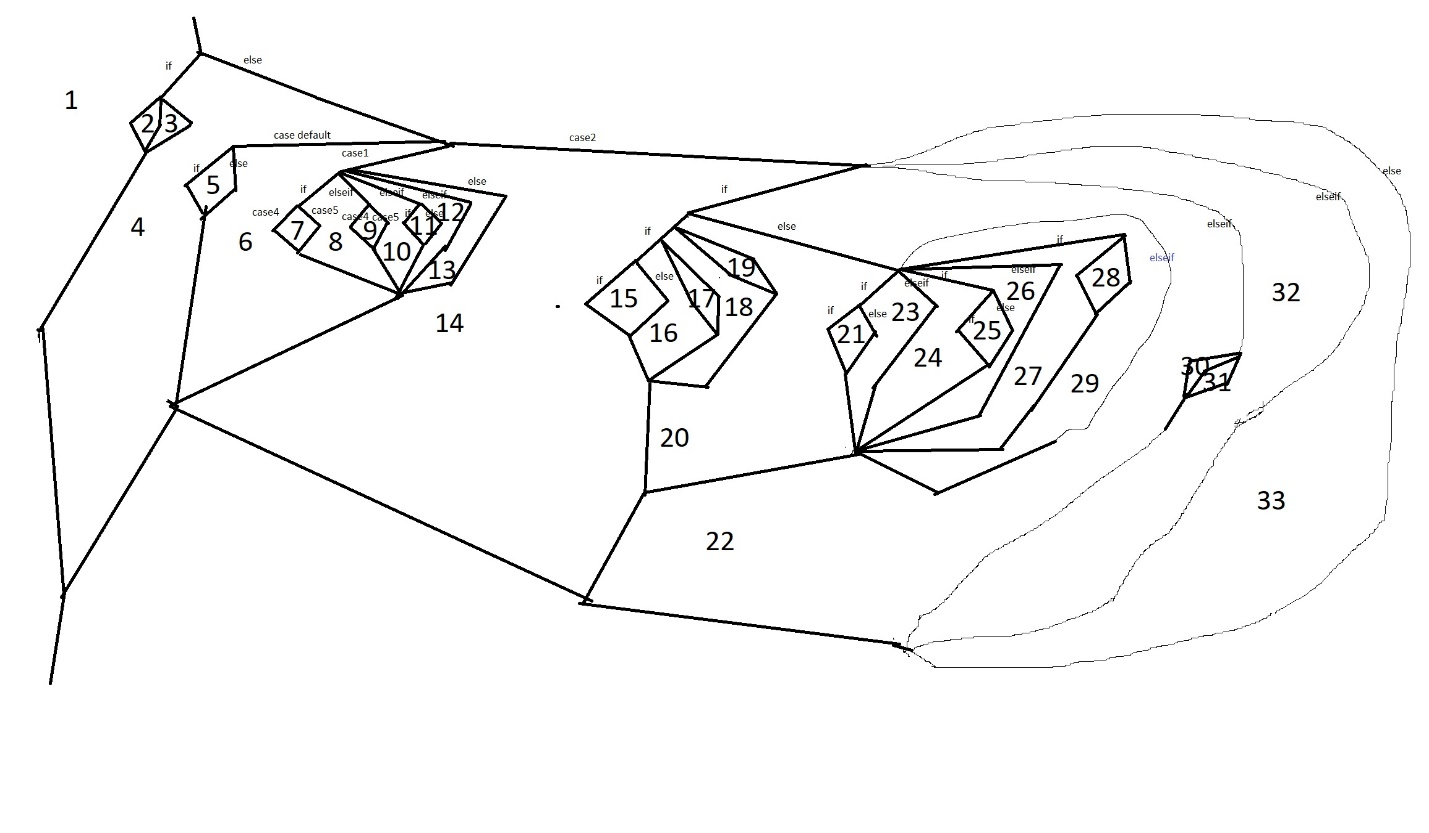 if
else
1
2
3
case default
case2
case1
if
else
5
if
elseif
elseif
elseif
else
case4
case5
case4
case5
if
else
4
6
7
8
9
10
11
12
13
14
if
else
if
if
else
15
16
17
18
19
20
if
elseif
if
elseif
if
else
if
else
21
22
23
24
25
26
27
28
29
elseif
elseif
elseif
else
30
31
32
33